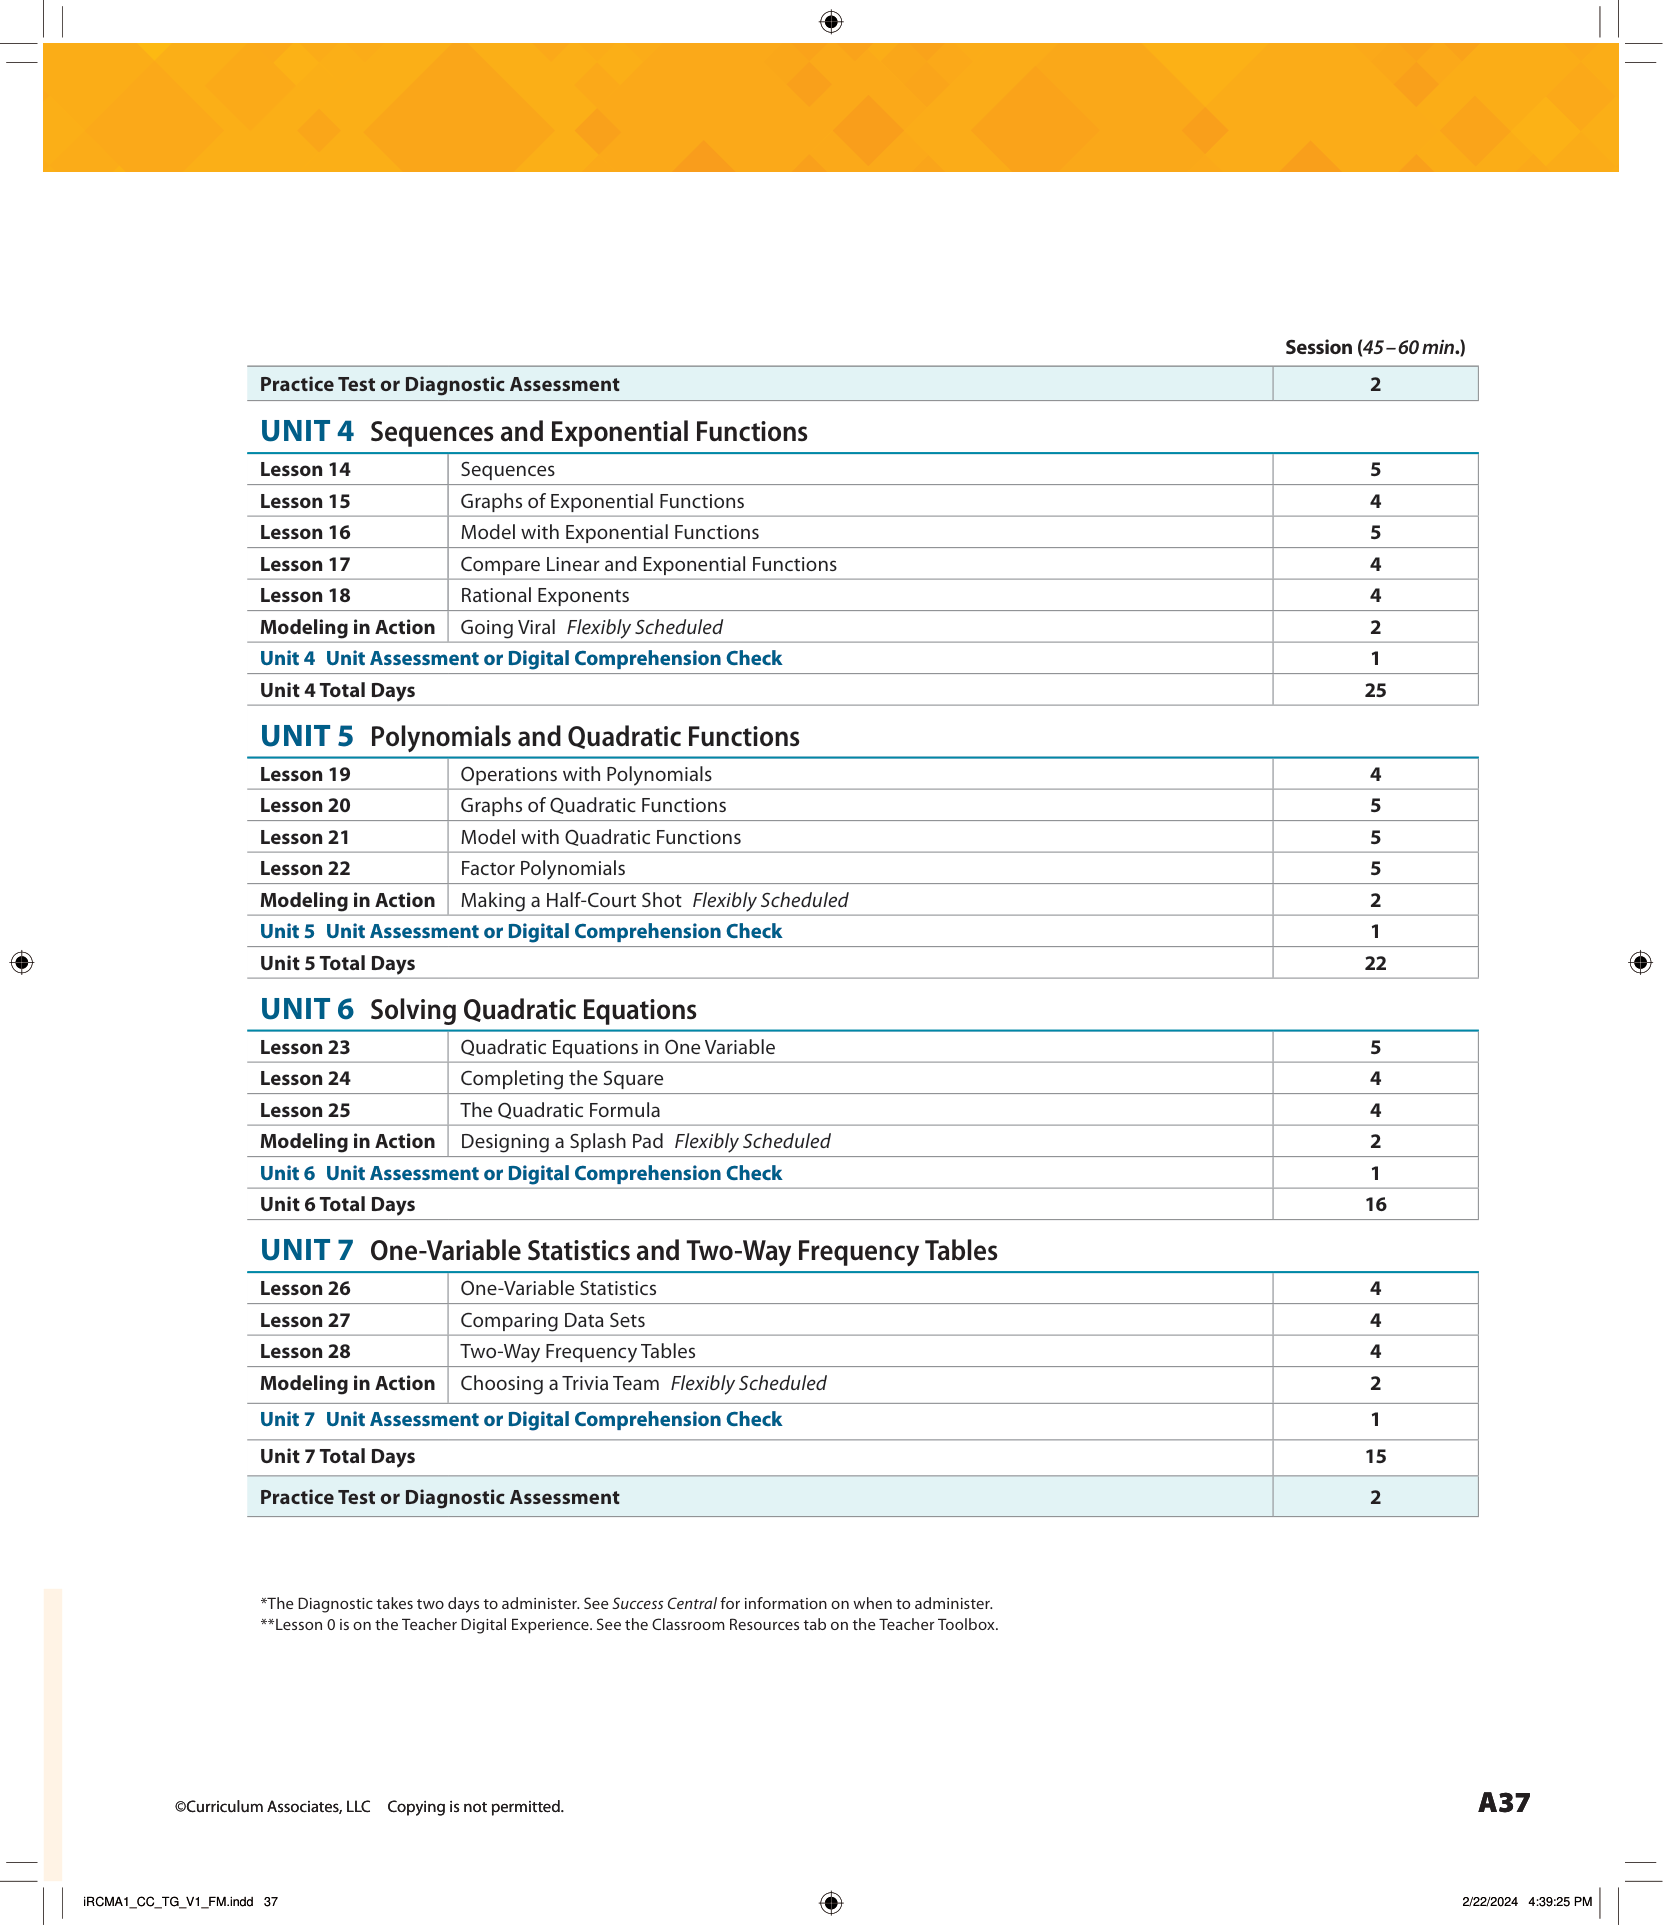 Session (45–60 min.)
Practice Test or Diagnostic Assessment 2
UNIT 4 Sequences and Exponential Functions
Lesson 14 Sequences 5
Lesson 15 Graphs of Exponential Functions 4
Lesson 16 Model with Exponential Functions 5
Lesson 17 Compare Linear and Exponential Functions 4
Lesson 18 Rational Exponents 4
Modeling in Action Going Viral Flexibly Scheduled 2
Unit 4 Unit Assessment or Digital Comprehension Check 1
Unit 4 Total Days 25
UNIT 5 Polynomials and Quadratic Functions
Lesson 19 Operations with Polynomials 4
Lesson 20 Graphs of Quadratic Functions 5
Lesson 21 Model with Quadratic Functions 5
Lesson 22 Factor Polynomials 5
Modeling in Action Making a Half-Court Shot Flexibly Scheduled 2
Unit 5 Unit Assessment or Digital Comprehension Check 1
Unit 5 Total Days 22
UNIT 6 Solving Quadratic Equations
Lesson 23 Quadratic Equations in One Variable 5
Lesson 24 Completing the Square 4
Lesson 25 The Quadratic Formula 4
Modeling in Action Designing a Splash Pad Flexibly Scheduled 2
Unit 6 Unit Assessment or Digital Comprehension Check 1
Unit 6 Total Days 16
UNIT 7 One-Variable Statistics and Two-Way Frequency Tables
Lesson 26 One-Variable Statistics 4
Lesson 27 Comparing Data Sets 4
Lesson 28 Two-Way Frequency Tables 4
Modeling in Action Choosing a Trivia Team Flexibly Scheduled 2
Unit 7 Unit Assessment or Digital Comprehension Check 1
Unit 7 Total Days 15
Practice Test or Diagnostic Assessment 2
*The Diagnostic takes two days to administer. See Success Central for information on when to administer.
**Lesson 0 is on the Teacher Digital Experience. See the Classroom Resources tab on the Teacher Toolbox.
©Curriculum Associates, LLC Copying is not permitted. A37
iRCMA1_CC_TG_V1_FM.indd 37 2/22/2024 4:39:25 PM